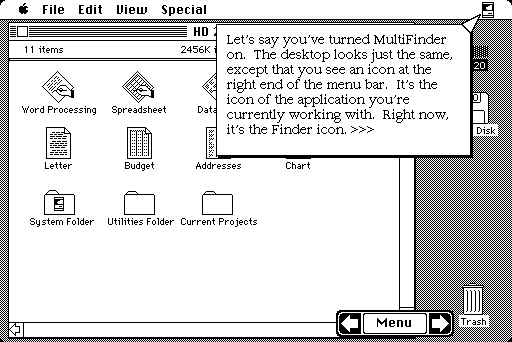 File Edit View Special
HD 2
11 items 2456K i
20
Let's say you've turned MultiFinder
on. The desktop looks just the same,
except that you see an icon at the
right end of the menu bar. It's the
icon of the application you're
currently working with. Right now,
it's the Finder icon. >>>
Word Processing Spreadsheet Data
Disk
Letter Budget Addresses Chart
System Folder Utilities Folder Current Projects
Trash
Menu